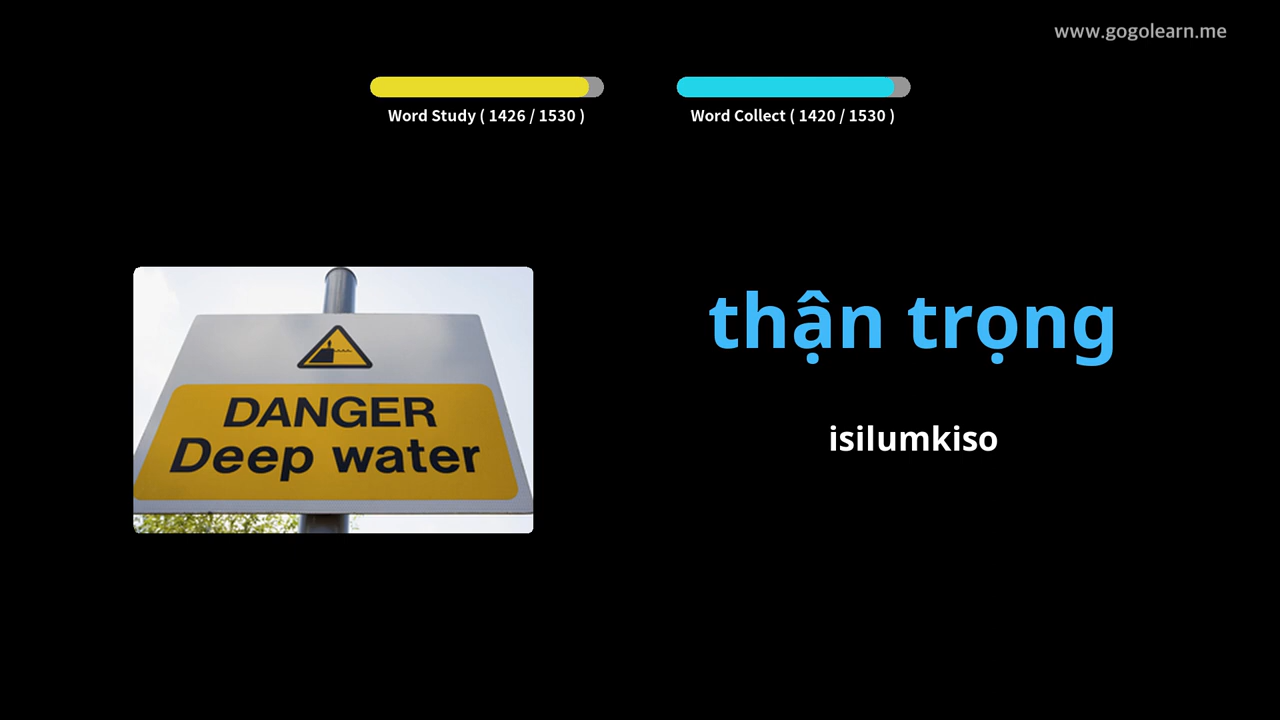 www.gogolearn.me
Word Study ( 1426 / 1530 )
Word Collect ( 1420 / 1530 )
DANGER
Deep water
thận trọng
isilumkiso